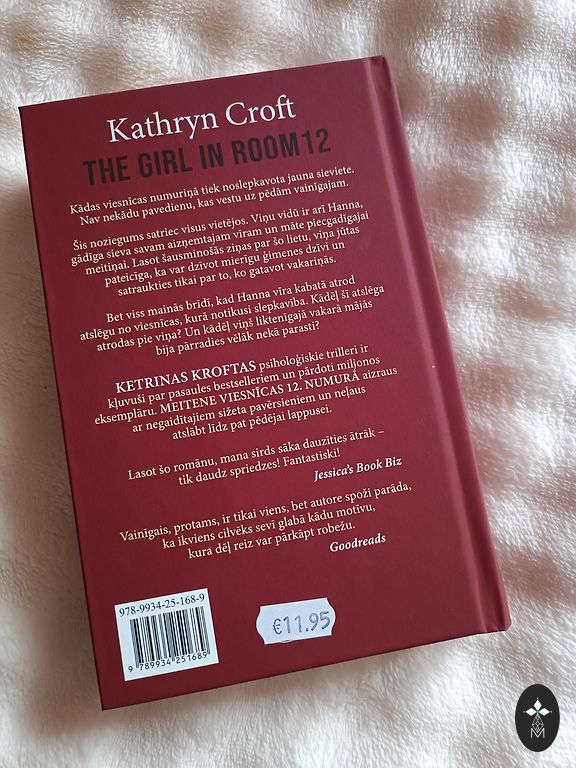 Kathryn Croft
THE GIRL IN ROOM 12
Kādas viesnīcas numuriņā tiek noslepkavota jauna sieviete.
Nav nekādu pavedienu, kas vestu uz pēdām vainīgajam.
Šis noziegums satriec visus vietējos. Viņu vidū ir arī Hanna,
gādīga sieva savam aizņemtajam vīram un māte piecgadīgajai
meitiņai. Lasot šausminošās ziņas par šo lietu, viņa jūtas
pateicīga, ka var dzīvot mierīgu ģimenes dzīvi un
satraukties tikai par to, ko gatavot vakariņās.
Bet viss mainās brīdī, kad Hanna vīra kabatā atrod
atslēgu no viesnīcas, kurā notikusi slepkavība. Kādēļ šī atslēga
atrodas pie viņa? Un kādēļ viņš liktenīgajā vakarā mājās
bija pārradies vēlāk nekā parasti?
KETRINAS KROFTAS psiholoģiskie trilleri ir
kļuvuši par pasaules bestselleriem un pārdoti miljonos
eksemplāru. MEITENE VIESNĪCAS 12. NUMURĀ aizraus
ar negaidītajiem sižeta pavērsieniem un neļaus
atslābt līdz pat pēdējai lappusei.
Lasot šo romānu, mana sirds sāka dauzīties ātrāk –
tik daudz spriedzes! Fantastiski!
Jessica's Book Biz
Vainīgais, protams, ir tikai viens, bet autore spoži parāda,
ka ikviens cilvēks sevī glabā kādu motivu,
kura dēļ reiz var pārkāpt robežu.
Goodreads
978-9934-25-168-9
9 789934 251689
€11.95
M